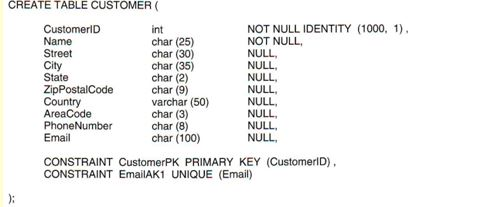 CREATE TABLE CUSTOMER (
CustomerID int NOT NULL IDENTITY (1000, 1),
Name char (25) NOT NULL,
Street char (30) NULL,
City char (35) NULL,
State char (2) NULL,
ZipPostalCode char (9) NULL,
Country varchar (50) NULL,
AreaCode char (3) NULL,
PhoneNumber char (8) NULL,
Email char (100) NULL,
CONSTRAINT CustomerPK PRIMARY KEY (CustomerID),
CONSTRAINT EmailAK1 UNIQUE (Email)
);